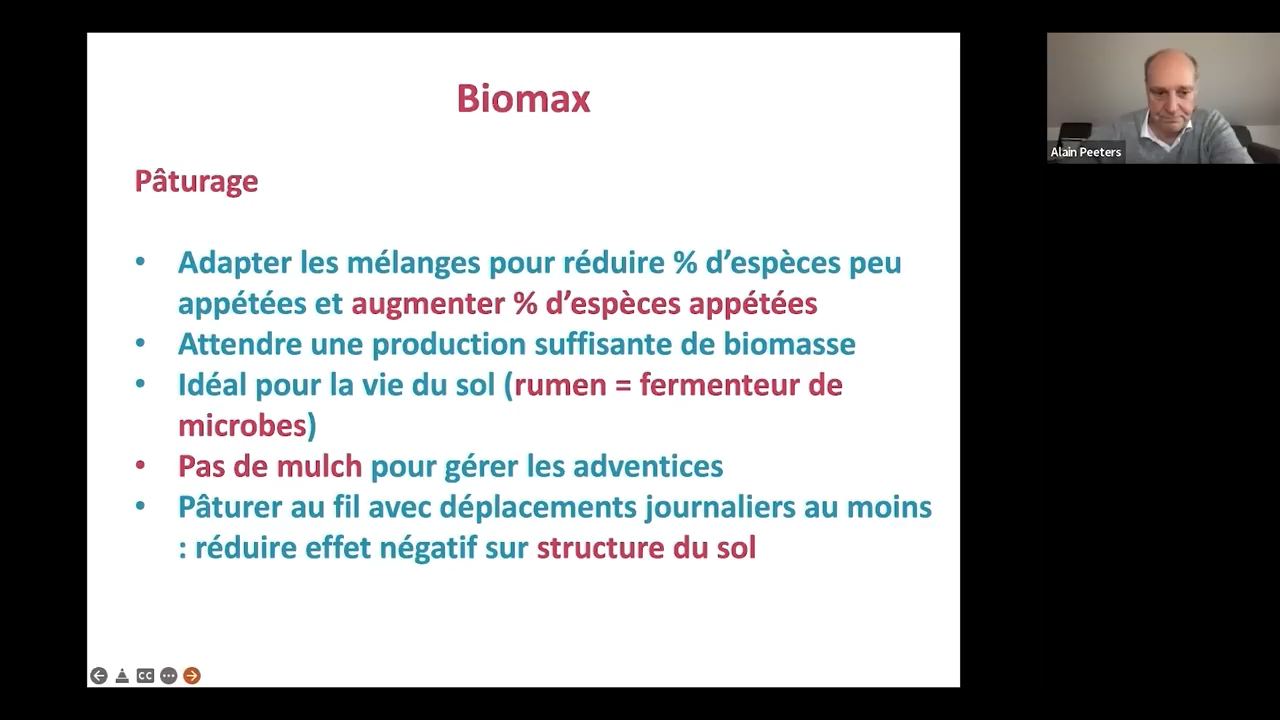 Biomax
Pâturage
• Adapter les mélanges pour réduire % d’espèces peu
appétées et augmenter % d’espèces appétées
• Attendre une production suffisante de biomasse
• Idéal pour la vie du sol (rumen = fermenteur de
microbes)
• Pas de mulch pour gérer les adventices
• Pâturer au fil avec déplacements journaliers au moins
: réduire effet négatif sur structure du sol
CC
Alain Peeters